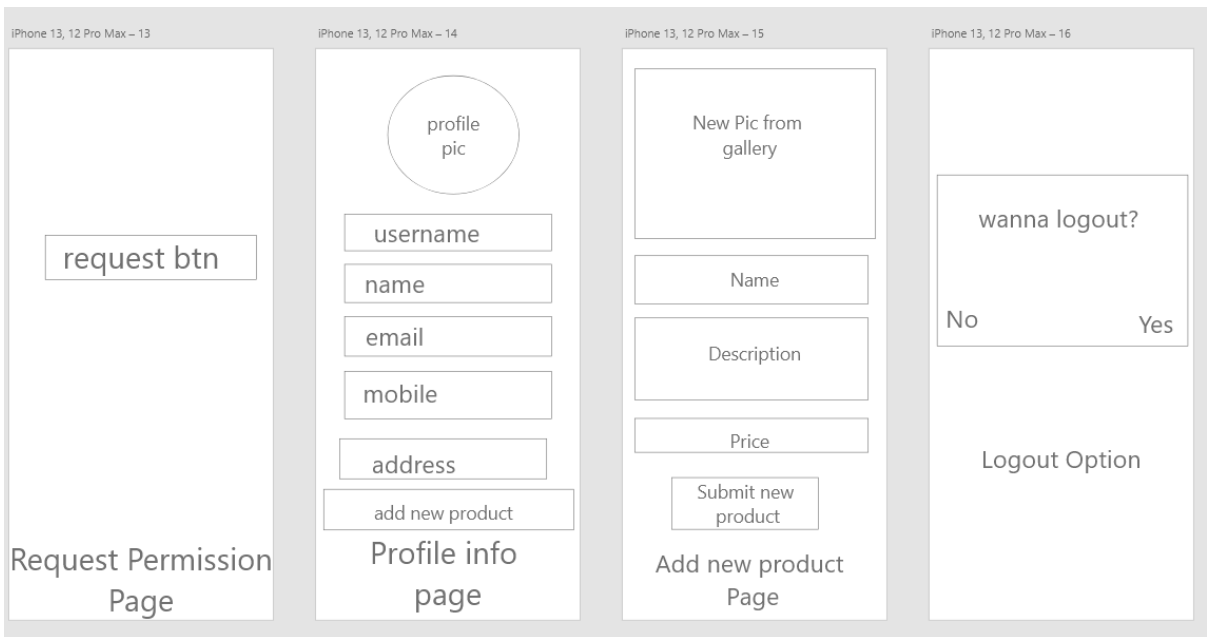 iPhone 13, 12 Pro Max – 13
request btn
Request Permission
Page
iPhone 13, 12 Pro Max – 14
profile
pic
username
name
email
mobile
address
add new product
Profile info
page
iPhone 13, 12 Pro Max – 15
New Pic from
gallery
Name
Description
Price
Submit new
product
Add new product
Page
iPhone 13, 12 Pro Max – 16
wanna logout?
No
Yes
Logout Option